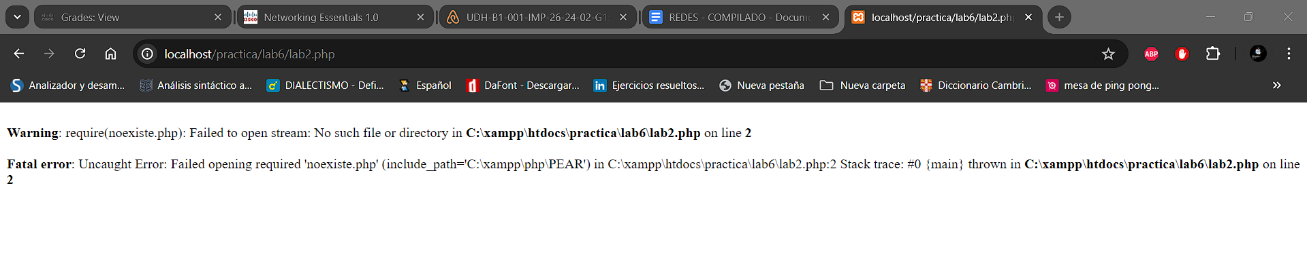 Grades: View
Networking Essentials 1.0
UDH-B1-001-IMP-26-24-02-G1
REDES - COMPILADO - Docum
localhost/practica/lab6/lab2.ph
localhost/practica/lab6/lab2.php
ABP
Analizador y desam...
Análisis sintáctico a...
DIALECTISMO - Defi...
Español
DaFont - Descargar...
Ejercicios resueltos...
Nueva pestaña
Nueva carpeta
Diccionario Cambri...
mesa de ping pong...
Warning: require(noexiste.php): Failed to open stream: No such file or directory in C:\xampp\htdocs\practica\lab6\lab2.php on line 2
Fatal error: Uncaught Error: Failed opening required 'noexiste.php' (include_path='C:\xampp\php\PEAR') in C:\xampp\htdocs\practica\lab6\lab2.php:2 Stack trace: #0 {main} thrown in C:\xampp\htdocs\practica\lab6\lab2.php on line
2